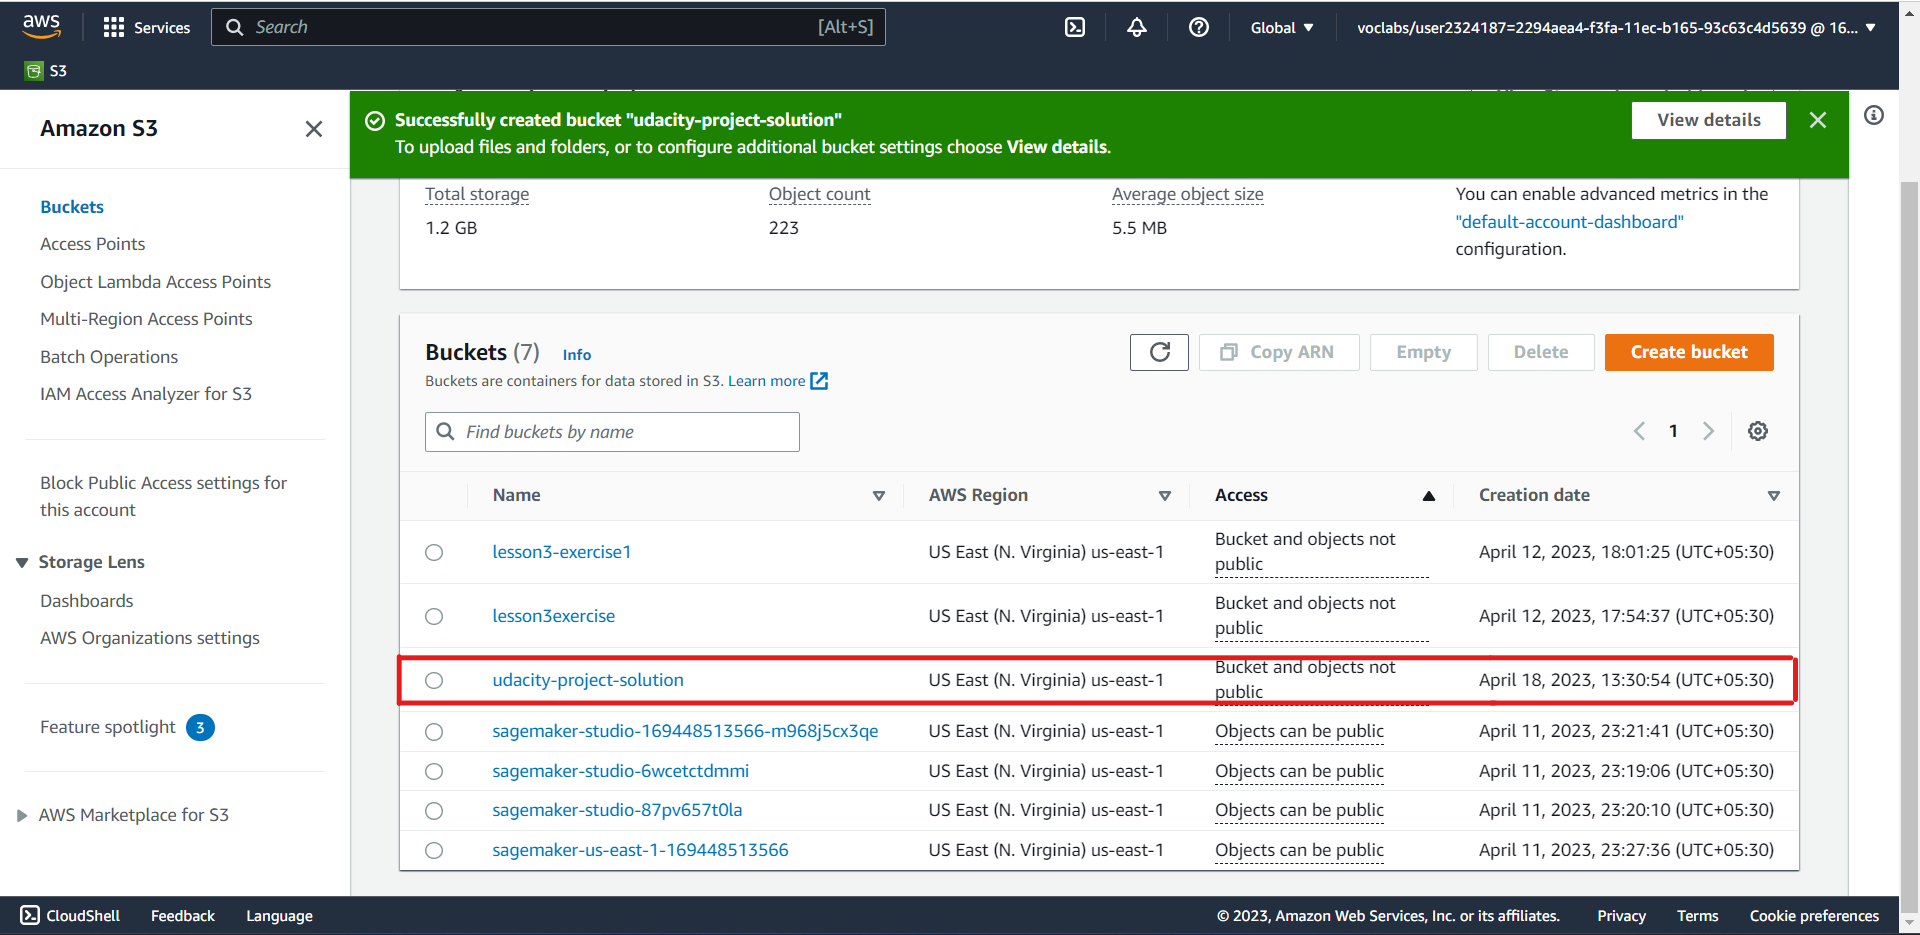 aws
Services
Search
[Alt+S]
Global
voclabs/user2324187=2294aea4-f3fa-11ec-b165-93c63c4d5639 @ 16...
S3
Amazon S3
Buckets
Access Points
Object Lambda Access Points
Multi-Region Access Points
Batch Operations
IAM Access Analyzer for S3
Block Public Access settings for
this account
Storage Lens
Dashboards
AWS Organizations settings
Feature spotlight 3
AWS Marketplace for S3
Successfully created bucket "udacity-project-solution"
To upload files and folders, or to configure additional bucket settings choose View details.
View details
Total storage
1.2 GB
Object count
223
Average object size
5.5 MB
You can enable advanced metrics in the
"default-account-dashboard"
configuration.
Buckets (7) Info
Buckets are containers for data stored in S3. Learn more
Copy ARN
Empty
Delete
Create bucket
Find buckets by name
1
Name AWS Region Access Creation date
lesson3-exercise1 US East (N. Virginia) us-east-1 Bucket and objects not public April 12, 2023, 18:01:25 (UTC+05:30)
lesson3exercise US East (N. Virginia) us-east-1 Bucket and objects not public April 12, 2023, 17:54:37 (UTC+05:30)
udacity-project-solution US East (N. Virginia) us-east-1 Bucket and objects not public April 18, 2023, 13:30:54 (UTC+05:30)
sagemaker-studio-169448513566-m968j5cx3qe US East (N. Virginia) us-east-1 Objects can be public April 11, 2023, 23:21:41 (UTC+05:30)
sagemaker-studio-6wcetctdmmi US East (N. Virginia) us-east-1 Objects can be public April 11, 2023, 23:19:06 (UTC+05:30)
sagemaker-studio-87pv657t0la US East (N. Virginia) us-east-1 Objects can be public April 11, 2023, 23:20:10 (UTC+05:30)
sagemaker-us-east-1-169448513566 US East (N. Virginia) us-east-1 Objects can be public April 11, 2023, 23:27:36 (UTC+05:30)
CloudShell Feedback Language
© 2023, Amazon Web Services, Inc. or its affiliates. Privacy Terms Cookie preferences